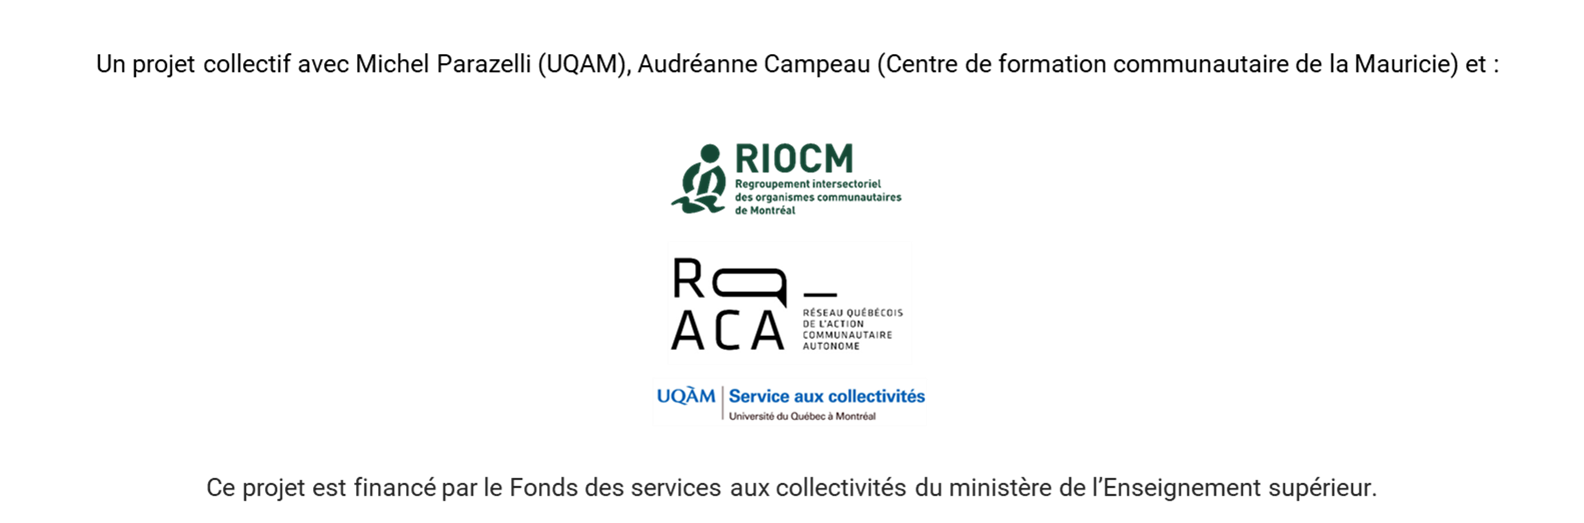 Un projet collectif avec Michel Parazelli (UQAM), Audréanne Campeau (Centre de formation communautaire de la Mauricie) et :
RIOCM
Regroupement intersectoriel
des organismes communautaires
de Montréal
RQ_
ACA
RÉSEAU QUÉBÉCOIS
DE L'ACTION
COMMUNAUTAIRE
AUTONOME
UQÀM Service aux collectivités
Université du Québec à Montréal
Ce projet est financé par le Fonds des services aux collectivités du ministère de l’Enseignement supérieur.